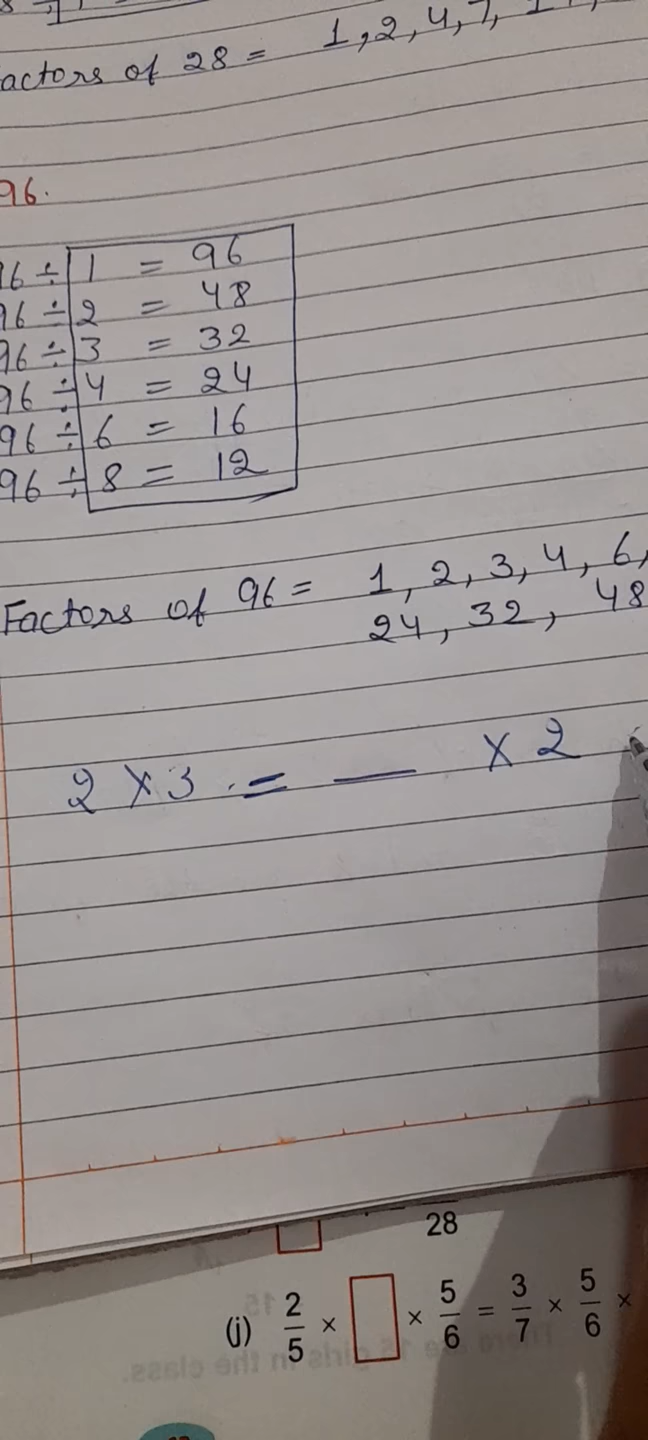 actors of 28 = 1, 2, 4, 7,
96.
96 ÷ 1 = 96
96 ÷ 2 = 48
96 ÷ 3 = 32
96 ÷ 4 = 24
96 ÷ 6 = 16
96 ÷ 8 = 12
Factors of 96 = 1, 2, 3, 4, 6,
24, 32, 48
2 × 3 = — × 2
28
(j) 2/5 × □ × 5/6 = 3/7 × 5/6 ×